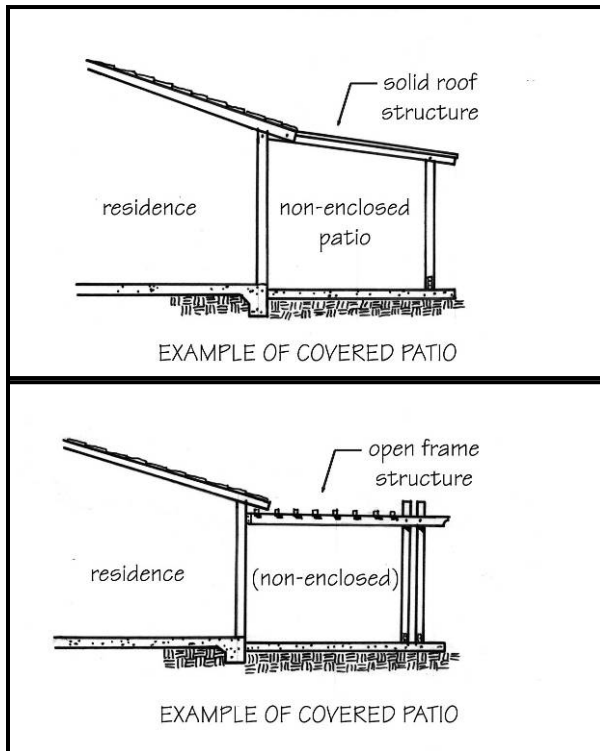 solid roof
structure
residence
non-enclosed
patio
EXAMPLE OF COVERED PATIO
open frame
structure
residence
(non-enclosed)
EXAMPLE OF COVERED PATIO